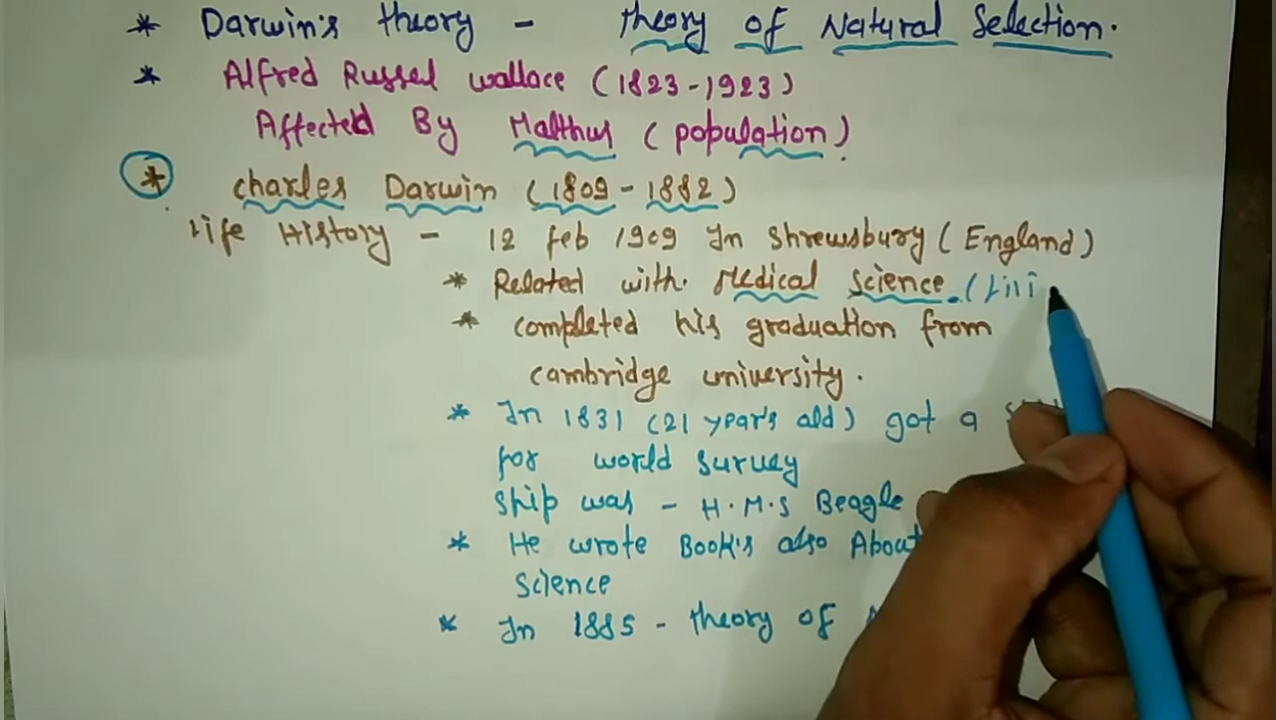 * Darwin's theory - theory of Natural Selection.
* Alfred Russel wallace (1823-1923)
Affected By Malthus (population)
* charles Darwin (1809-1882)
life History - 12 feb 1909 In Shrewsbury (England)
* Related with Medical Science.
* completed his graduation from
cambridge university.
* In 1831 (21 year's old) got a
for world survey
ship was - H.M.S Beagle
* He wrote Book's also About
Science
* In 1885 - theory of